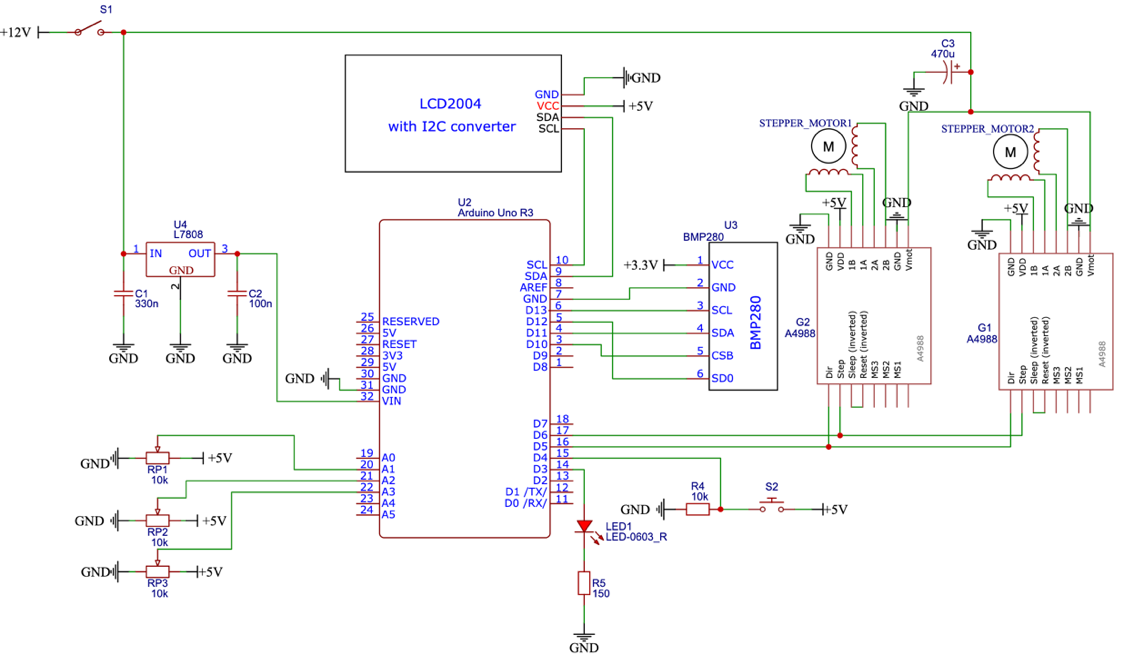 S1
+12V
C3
470u
+
GND
LCD2004
with I2C converter
GND
VCC
SDA
SCL
GND
+5V
STEPPER_MOTOR1
M
STEPPER_MOTOR2
M
+5V
GND
GND
+5V
GND
GND
U4
L7808
1
IN
OUT
3
GND
2
C1
330n
C2
100n
GND
GND
GND
U2
Arduino Uno R3
SCL
10
SDA
9
AREF
8
GND
7
D13
6
D12
5
D11
4
D10
3
D9
2
D8
1
25
RESERVED
26
5V
27
RESET
28
3V3
29
5V
30
GND
31
GND
32
VIN
GND
D7
18
D6
17
D5
16
D4
15
D3
14
D2
13
D1 /TX/
12
D0 /RX/
11
19
A0
20
A1
21
A2
22
A3
23
A4
24
A5
U3
BMP280
+3.3V
1
VCC
2
GND
3
SCL
4
SDA
5
CSB
6
SD0
BMP280
G2
A4988
GND
VDD
1B
1A
2A
2B
GND
Vmot
Dir
Step
Sleep (inverted)
Reset (inverted)
MS3
MS2
MS1
A4988
G1
A4988
GND
VDD
1B
1A
2A
2B
GND
Vmot
Dir
Step
Sleep (inverted)
Reset (inverted)
MS3
MS2
MS1
A4988
GND
+5V
RP1
10k
GND
+5V
RP2
10k
GND
+5V
RP3
10k
GND
R4
10k
S2
+5V
LED1
LED-0603_R
R5
150
GND